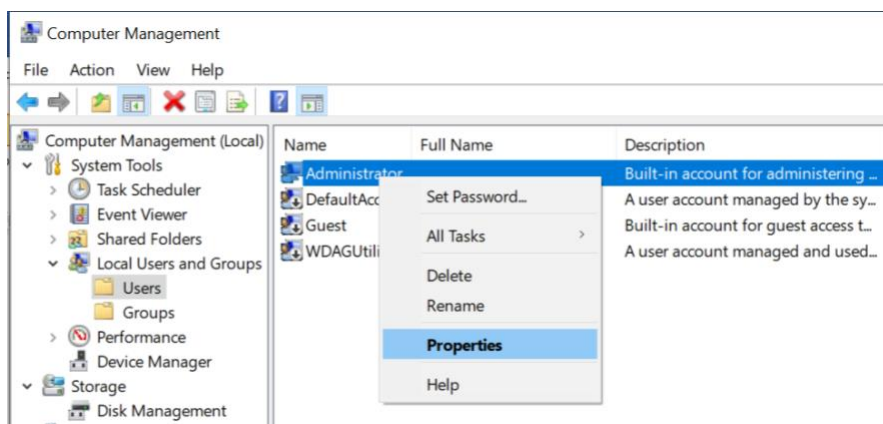 Computer Management
File Action View Help
Computer Management (Local)
System Tools
Task Scheduler
Event Viewer
Shared Folders
Local Users and Groups
Users
Groups
Performance
Device Manager
Storage
Disk Management
Name Full Name Description
Administrator Built-in account for administering ...
DefaultAcc A user account managed by the sy...
Guest Built-in account for guest access t...
WDAGUtili A user account managed and used...
Set Password...
All Tasks
Delete
Rename
Properties
Help